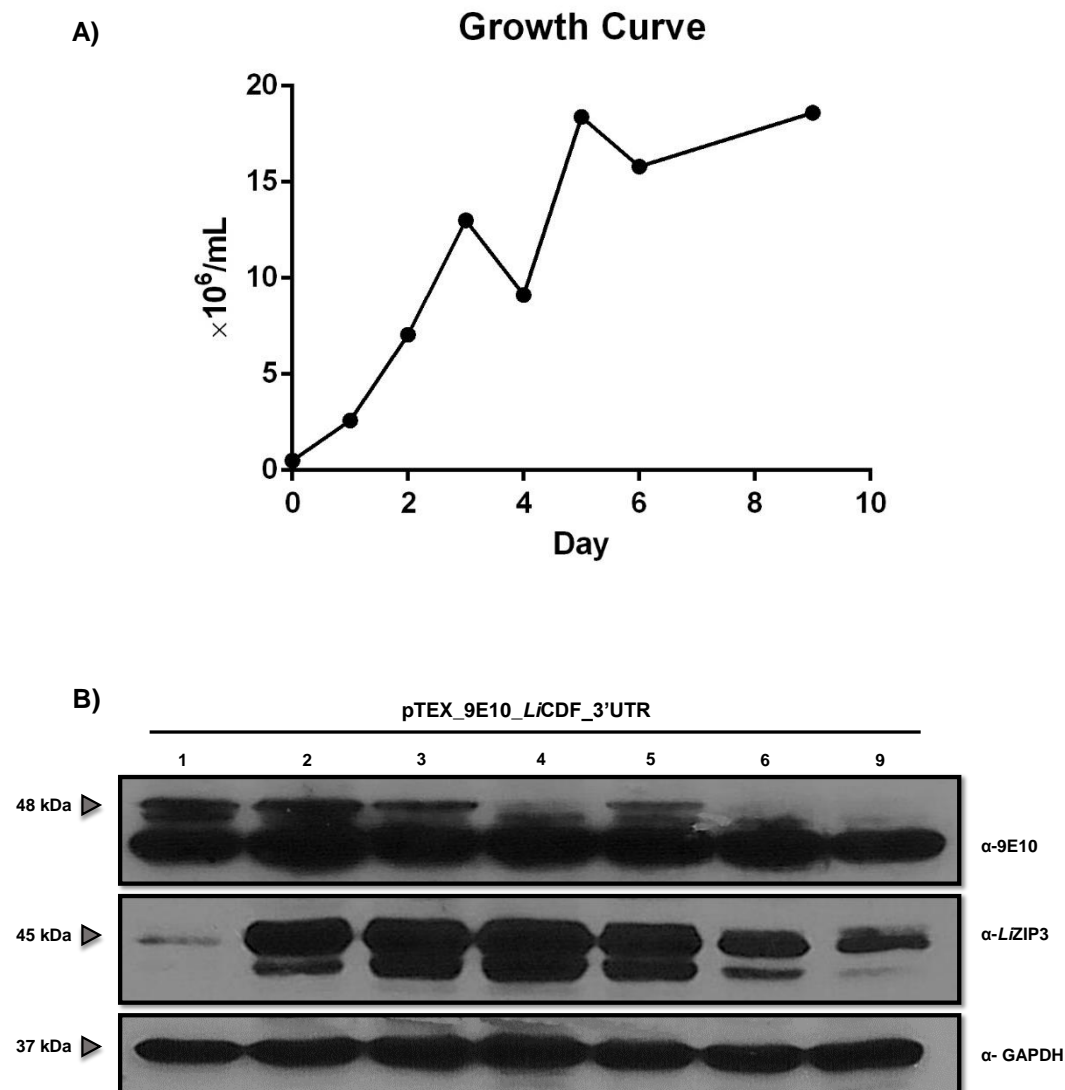 A)
Growth Curve
×10⁶/mL
20
15
10
5
0
0 2 4 6 8 10
Day
B)
pTEX_9E10_LiCDF_3’UTR
1 2 3 4 5 6 9
48 kDa
α-9E10
45 kDa
α-LiZIP3
37 kDa
α- GAPDH